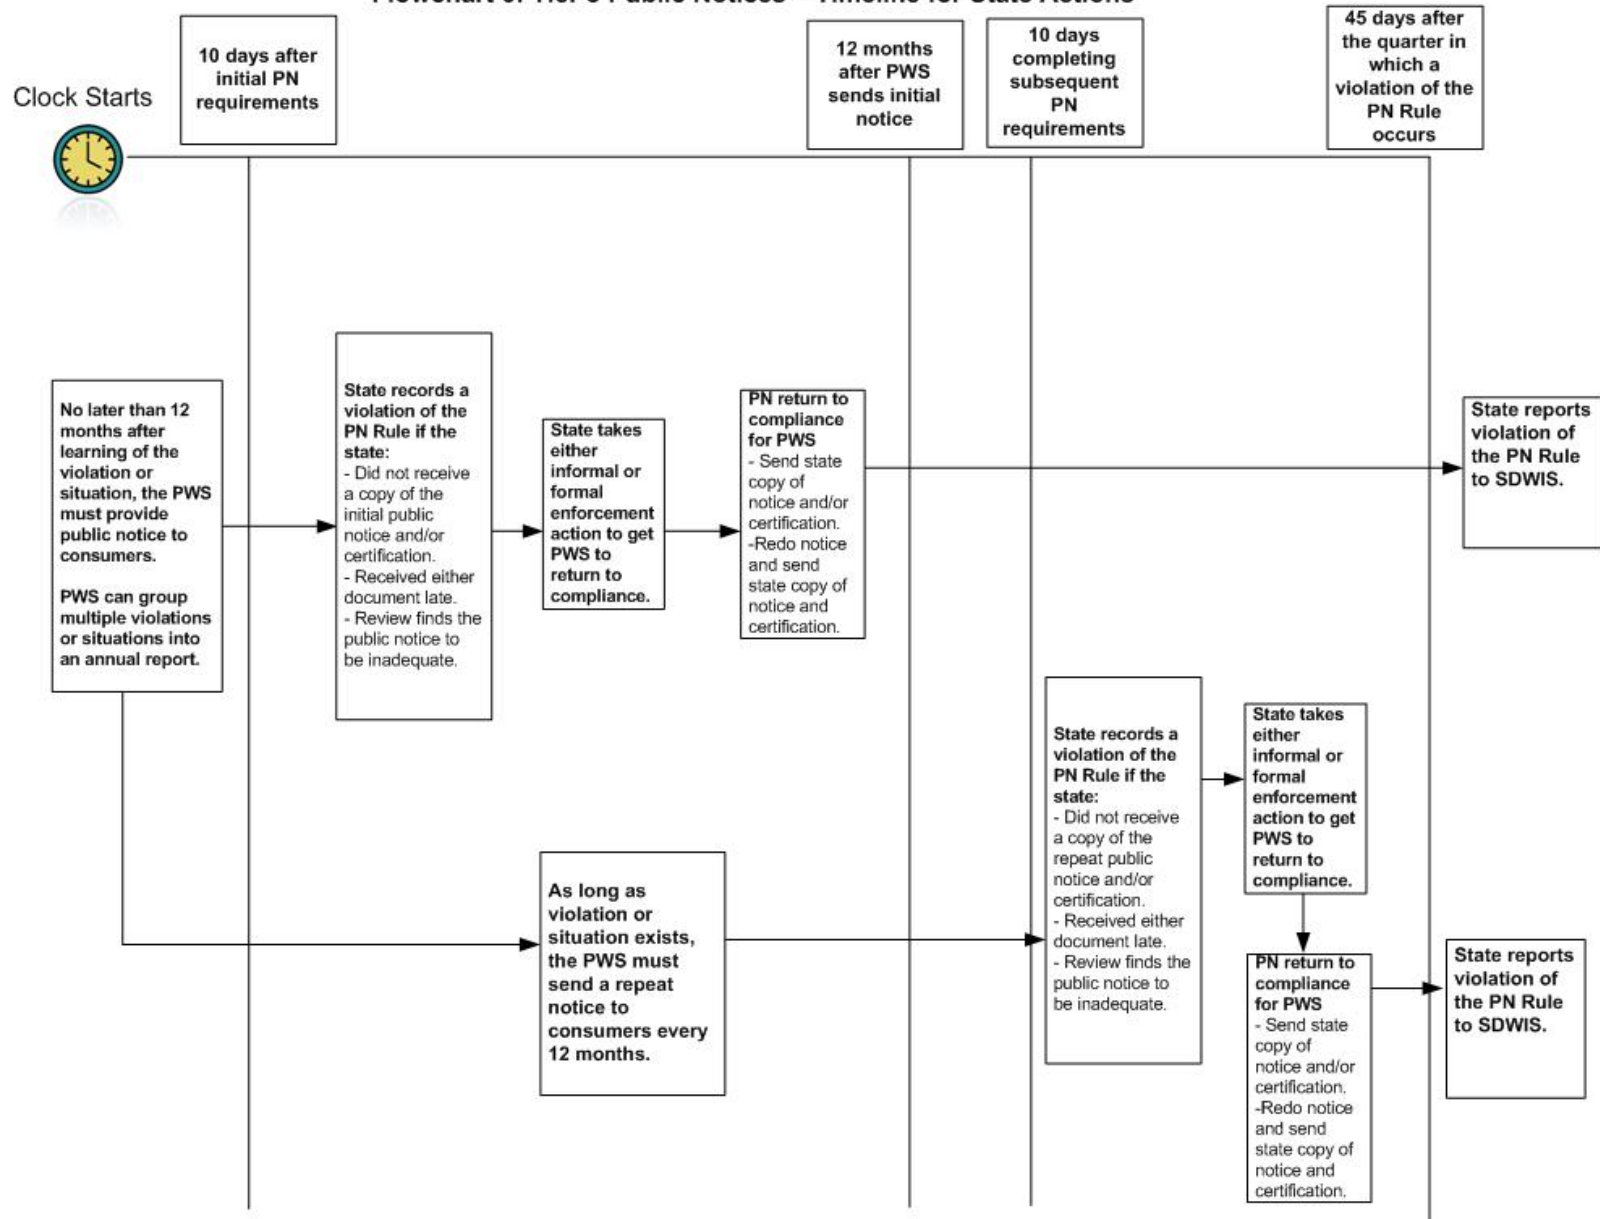 Flowchart of Tier 3 Public Notices – Timeline for State Actions
Clock Starts
10 days after
initial PN
requirements
12 months
after PWS
sends initial
notice
10 days
completing
subsequent
PN
requirements
45 days after
the quarter in
which a
violation of the
PN Rule
occurs
No later than 12
months after
learning of the
violation or
situation, the PWS
must provide
public notice to
consumers.
PWS can group
multiple violations
or situations into
an annual report.
State records a
violation of the
PN Rule if the
state:
- Did not receive
a copy of the
initial public
notice and/or
certification.
- Received either
document late.
- Review finds the
public notice to
be inadequate.
State takes
either
informal or
formal
enforcement
action to get
PWS to
return to
compliance.
PN return to
compliance
for PWS
- Send state
copy of
notice and/or
certification.
-Redo notice
and send
state copy of
notice and
certification.
State reports
violation of
the PN Rule
to SDWIS.
As long as
violation or
situation exists,
the PWS must
send a repeat
notice to
consumers every
12 months.
State records a
violation of the
PN Rule if the
state:
- Did not receive
a copy of the
repeat public
notice and/or
certification.
- Received either
document late.
- Review finds the
public notice to
be inadequate.
State takes
either
informal or
formal
enforcement
action to get
PWS to
return to
compliance.
PN return to
compliance
for PWS
- Send state
copy of
notice and/or
certification.
-Redo notice
and send
state copy of
notice and
certification.
State reports
violation of
the PN Rule
to SDWIS.